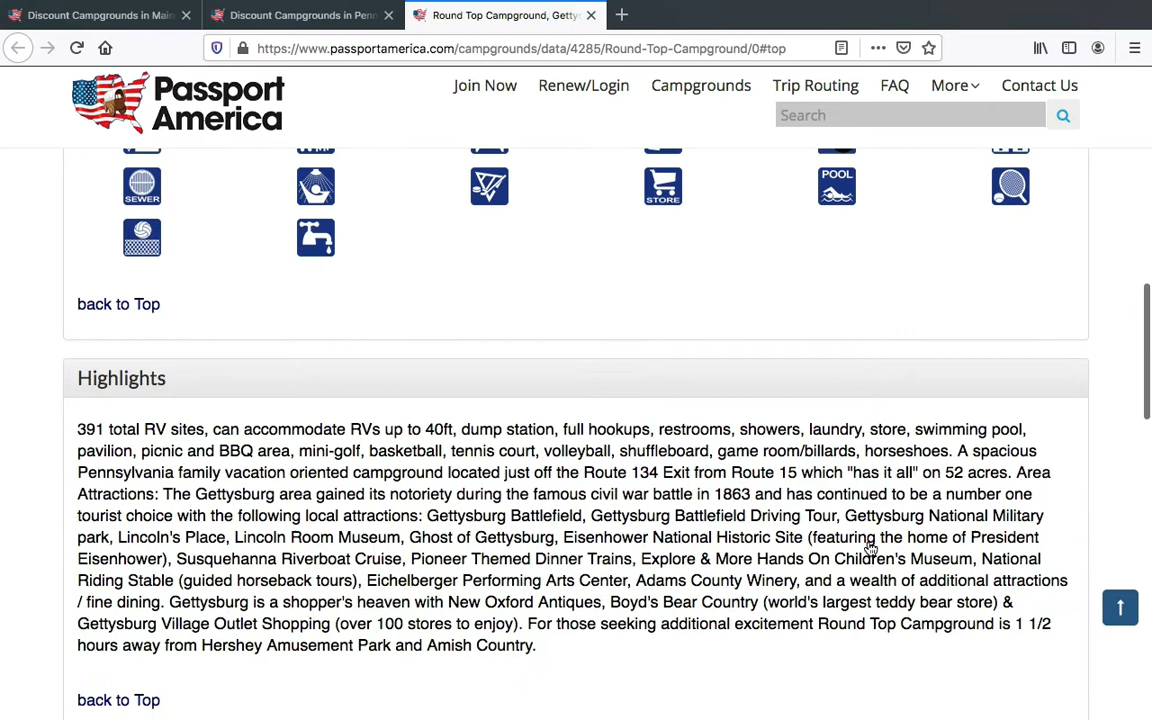 Discount Campgrounds in Main
Discount Campgrounds in Penn
Round Top Campground, Getty
https://www.passportamerica.com/campgrounds/data/4285/Round-Top-Campground/0#top
Passport America
Join Now
Renew/Login
Campgrounds
Trip Routing
FAQ
More
Contact Us
Search
SEWER
STORE
POOL
back to Top
Highlights
391 total RV sites, can accommodate RVs up to 40ft, dump station, full hookups, restrooms, showers, laundry, store, swimming pool,
pavilion, picnic and BBQ area, mini-golf, basketball, tennis court, volleyball, shuffleboard, game room/billards, horseshoes. A spacious
Pennsylvania family vacation oriented campground located just off the Route 134 Exit from Route 15 which "has it all" on 52 acres. Area
Attractions: The Gettysburg area gained its notoriety during the famous civil war battle in 1863 and has continued to be a number one
tourist choice with the following local attractions: Gettysburg Battlefield, Gettysburg Battlefield Driving Tour, Gettysburg National Military
park, Lincoln's Place, Lincoln Room Museum, Ghost of Gettysburg, Eisenhower National Historic Site (featuring the home of President
Eisenhower), Susquehanna Riverboat Cruise, Pioneer Themed Dinner Trains, Explore & More Hands On Children's Museum, National
Riding Stable (guided horseback tours), Eichelberger Performing Arts Center, Adams County Winery, and a wealth of additional attractions
/ fine dining. Gettysburg is a shopper's heaven with New Oxford Antiques, Boyd's Bear Country (world's largest teddy bear store) &
Gettysburg Village Outlet Shopping (over 100 stores to enjoy). For those seeking additional excitement Round Top Campground is 1 1/2
hours away from Hershey Amusement Park and Amish Country.
back to Top